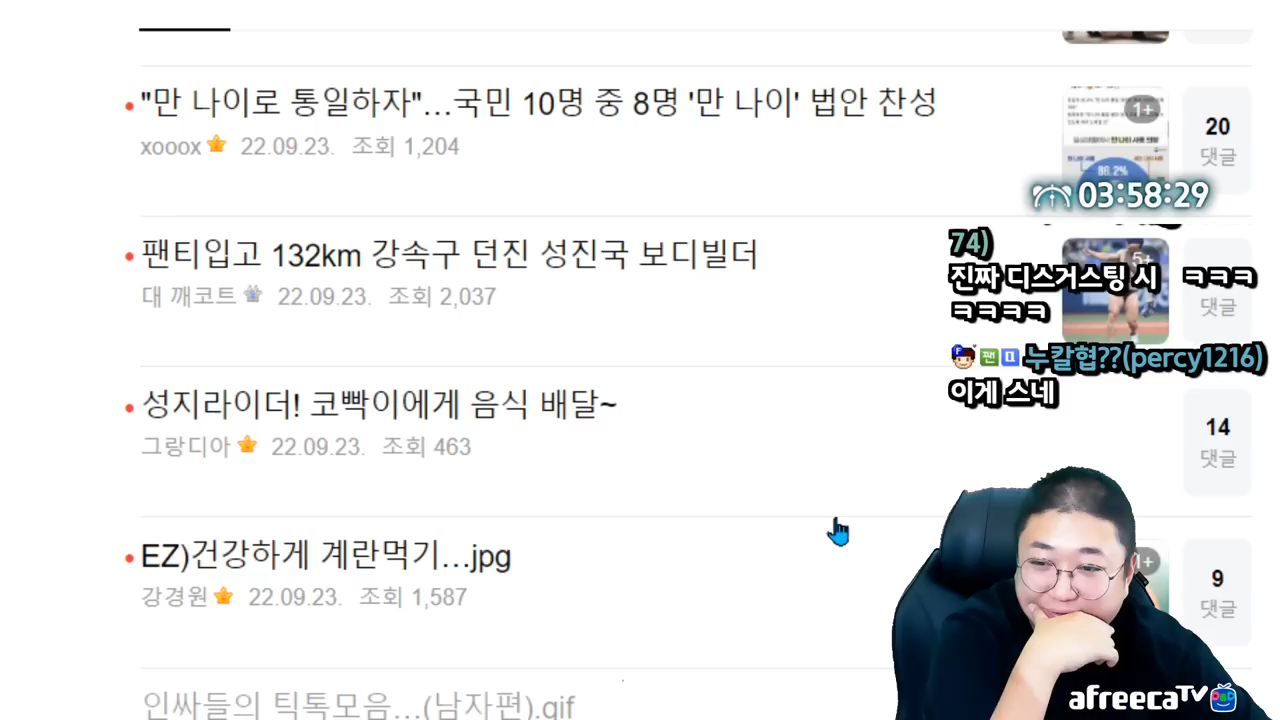 "만 나이로 통일하자"...국민 10명 중 8명 '만 나이' 법안 찬성
xooox 22.09.23. 조회 1,204
1+
86.2%
20
댓글
03:58:29
팬티입고 132km 강속구 던진 성진국 보디빌더
대 깨코트 22.09.23. 조회 2,037
5+
댓글
74)
진짜 디스거스팅 시 ㅋㅋㅋ
ㅋㅋㅋㅋ
F 팬 누칼협??(percy1216)
이게 스네
성지라이더! 코빡이에게 음식 배달~
그랑디아 22.09.23. 조회 463
14
댓글
EZ)건강하게 계란먹기...jpg
강경원 22.09.23. 조회 1,587
1+
9
댓글
인싸들의 틱톡모음...(남자편).gif
afreecaTV